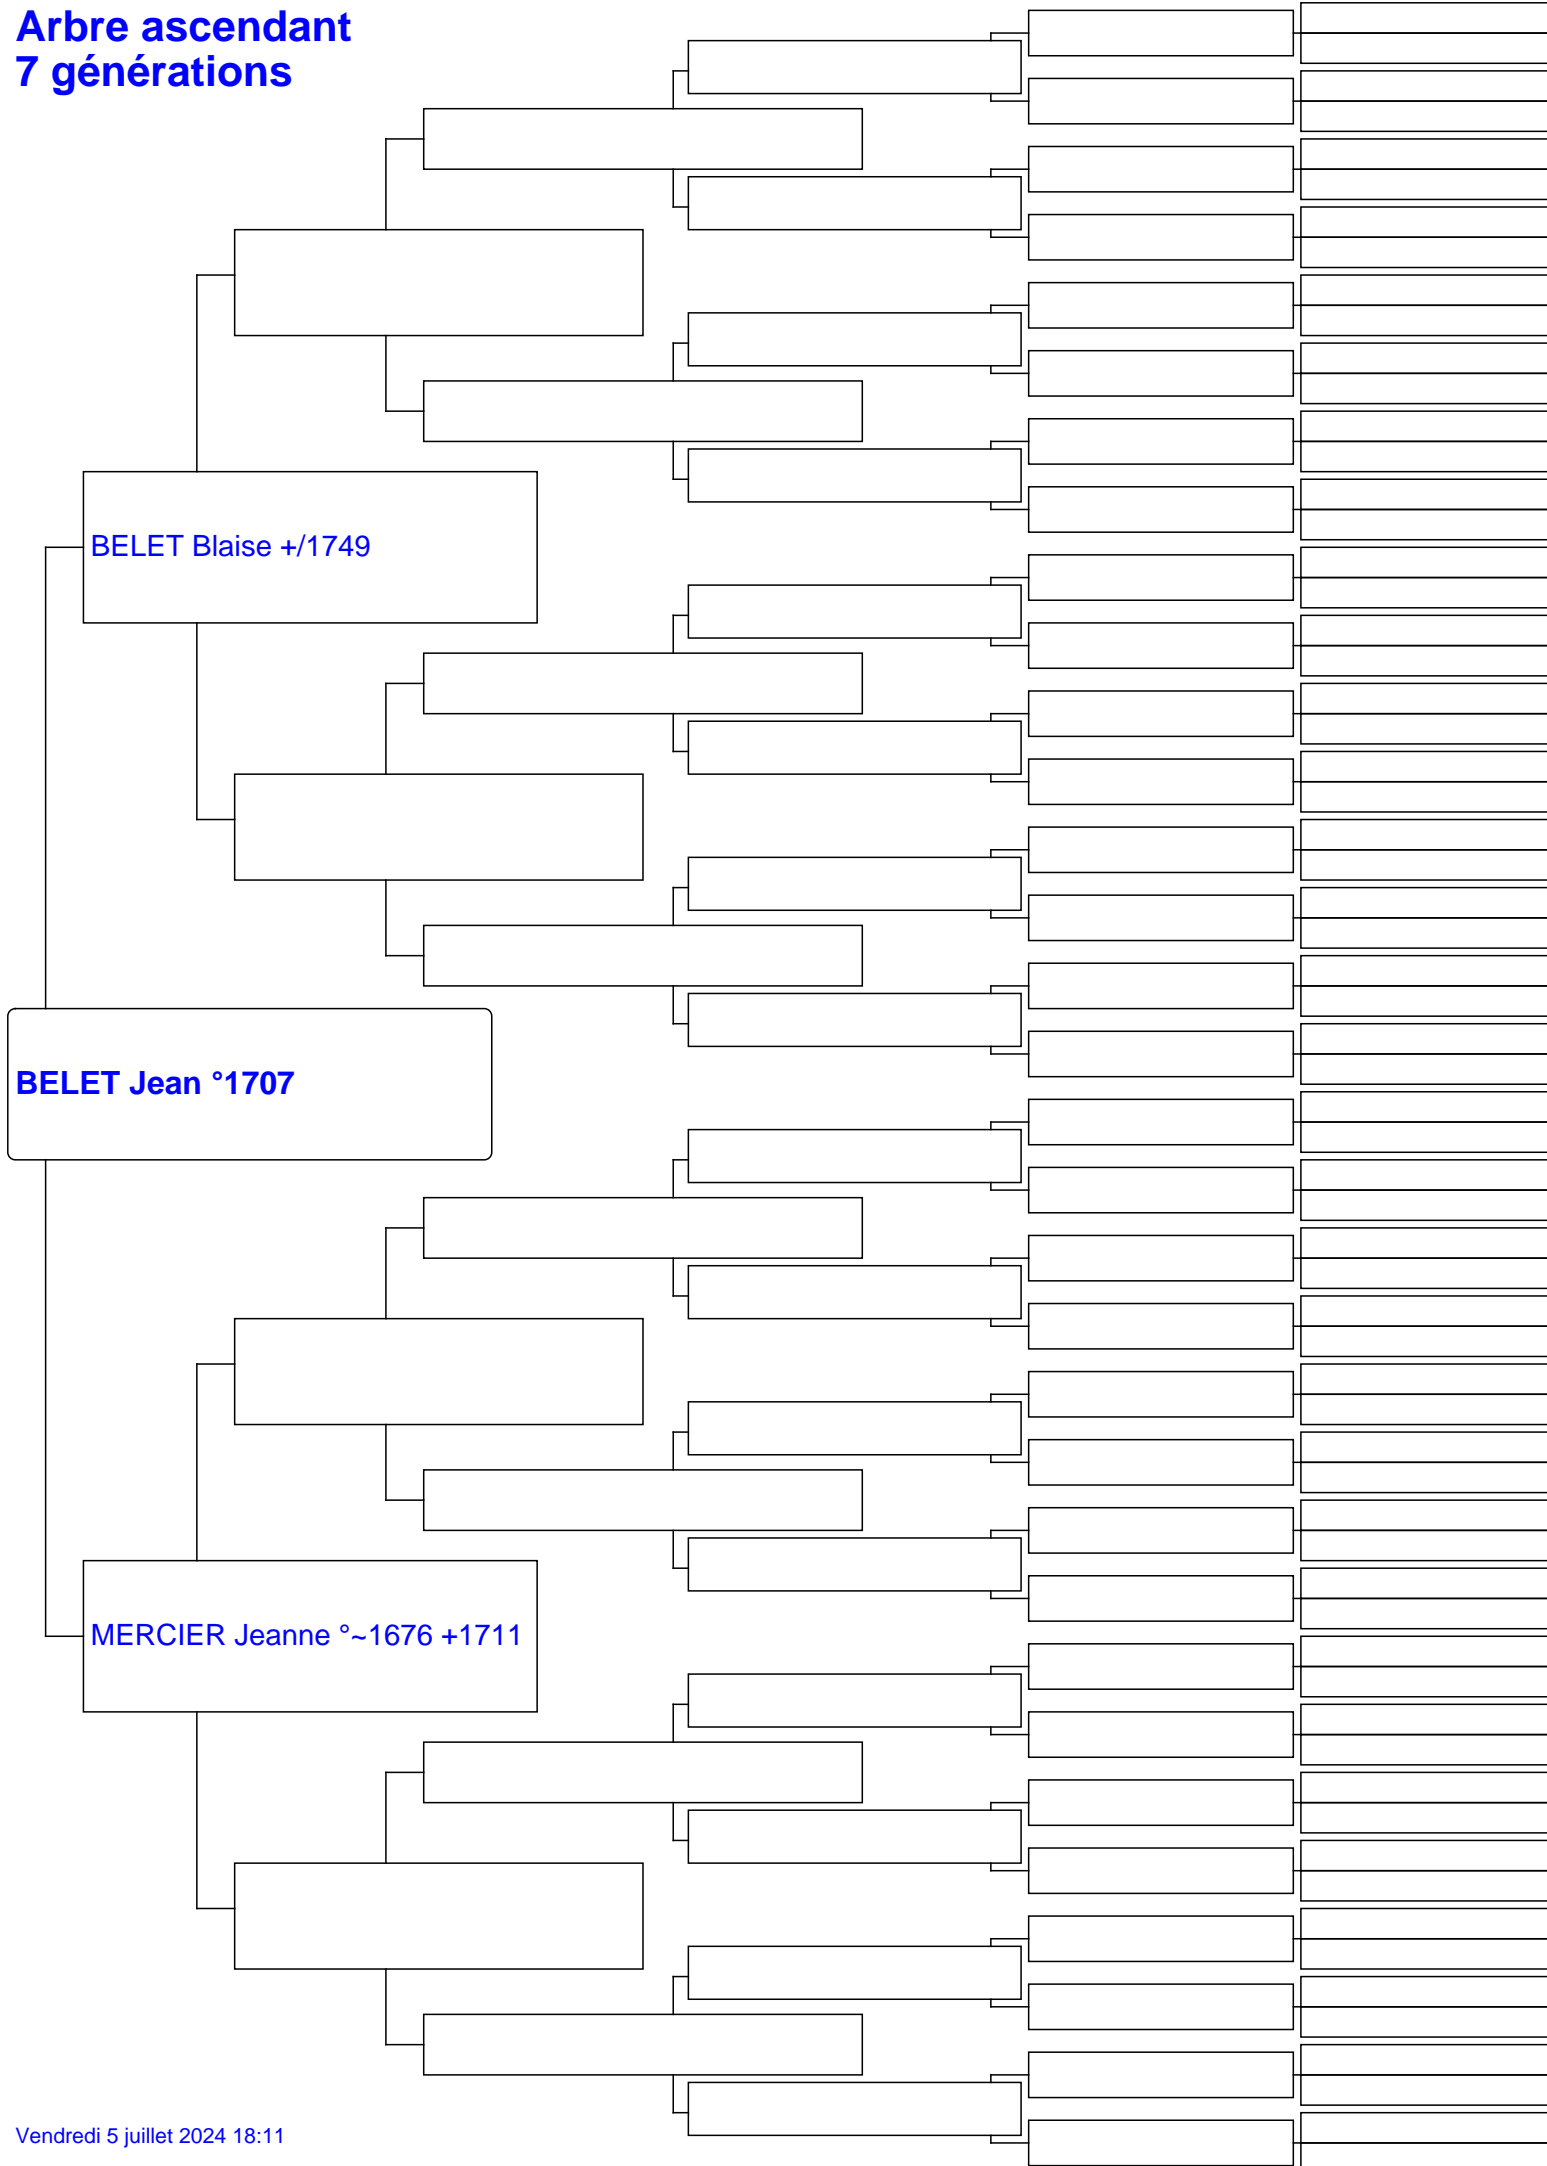 Arbre ascendant
7 générations
BELET Blaise +/1749
BELET Jean °1707
MERCIER Jeanne °~1676 +1711
Vendredi 5 juillet 2024 18:11